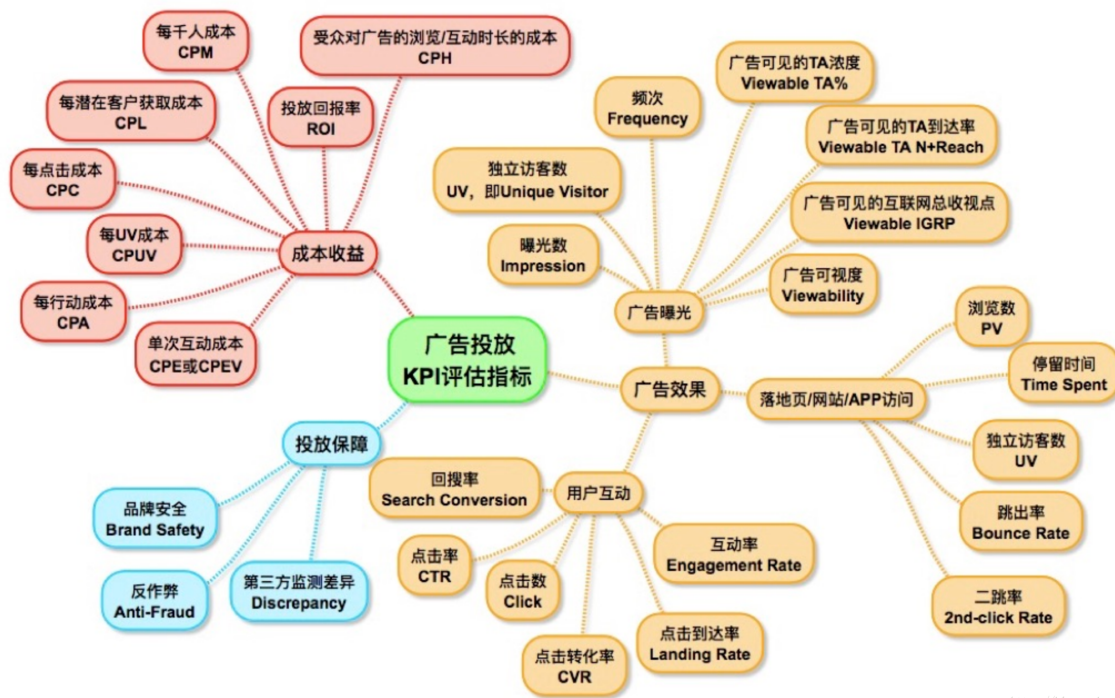 广告投放
KPI评估指标
成本收益
每千人成本
CPM
受众对广告的浏览/互动时长的成本
CPH
每潜在客户获取成本
CPL
投放回报率
ROI
每点击成本
CPC
每UV成本
CPUV
每行动成本
CPA
单次互动成本
CPE或CPEV
投放保障
品牌安全
Brand Safety
反作弊
Anti-Fraud
第三方监测差异
Discrepancy
广告效果
广告曝光
广告可见的TA浓度
Viewable TA%
频次
Frequency
广告可见的TA到达率
Viewable TA N+Reach
独立访客数
UV，即Unique Visitor
广告可见的互联网总收视点
Viewable IGRP
曝光数
Impression
广告可视度
Viewability
落地页/网站/APP访问
浏览数
PV
停留时间
Time Spent
独立访客数
UV
跳出率
Bounce Rate
二跳率
2nd-click Rate
用户互动
回搜率
Search Conversion
点击率
CTR
点击数
Click
互动率
Engagement Rate
点击到达率
Landing Rate
点击转化率
CVR